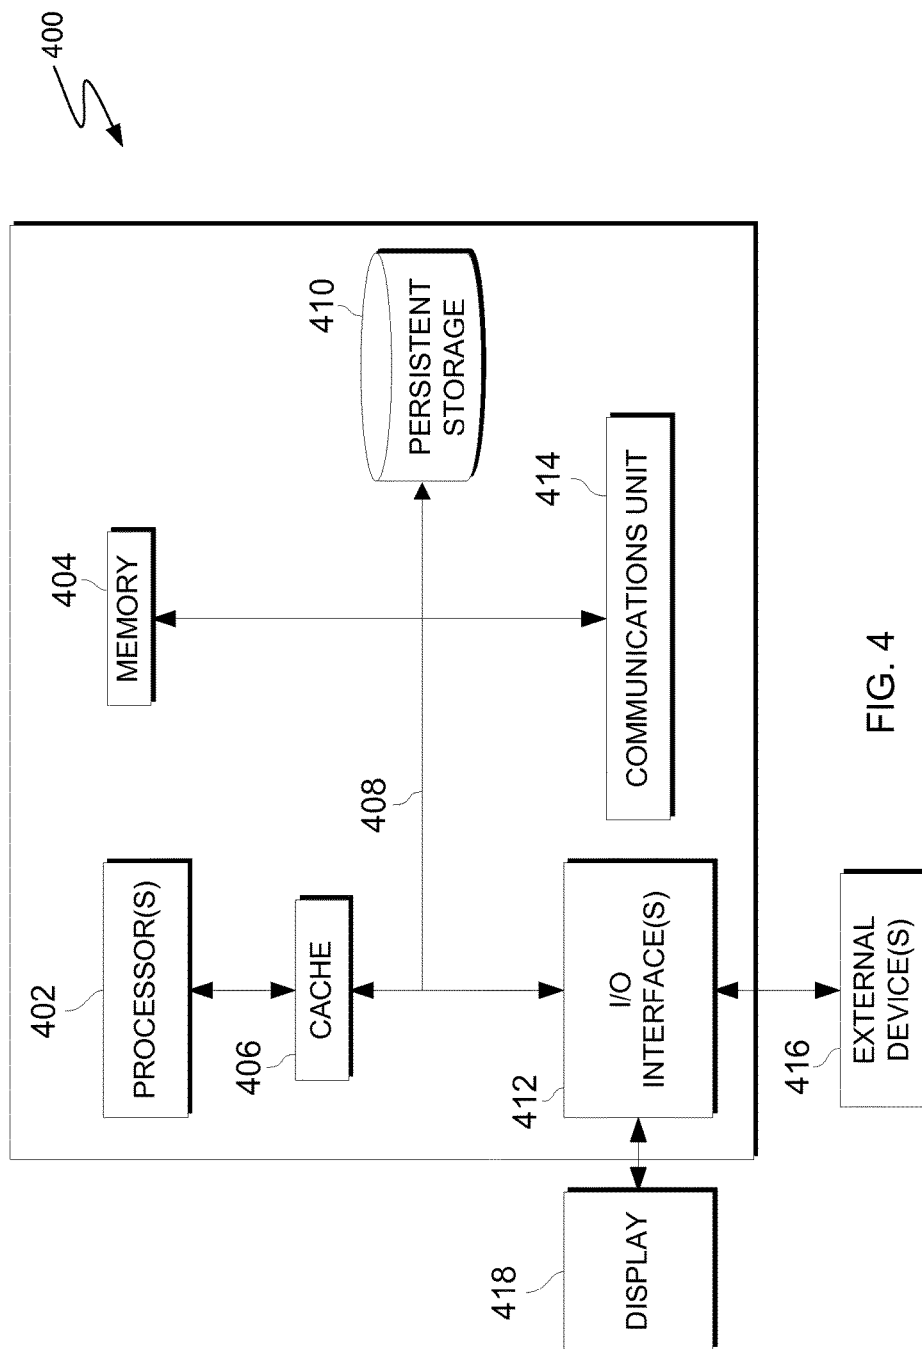 400
402
PROCESSOR(S)
404
MEMORY
406
CACHE
408
410
PERSISTENT
STORAGE
412
I/O
INTERFACE(S)
414
COMMUNICATIONS UNIT
418
DISPLAY
416
EXTERNAL
DEVICE(S)
FIG. 4